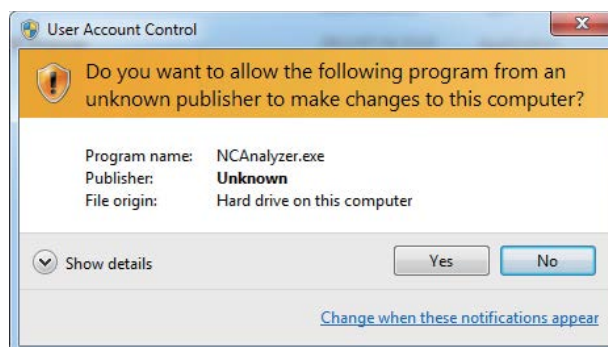 User Account Control
Do you want to allow the following program from an
unknown publisher to make changes to this computer?
Program name: NCAnalyzer.exe
Publisher: Unknown
File origin: Hard drive on this computer
Show details
Yes
No
Change when these notifications appear